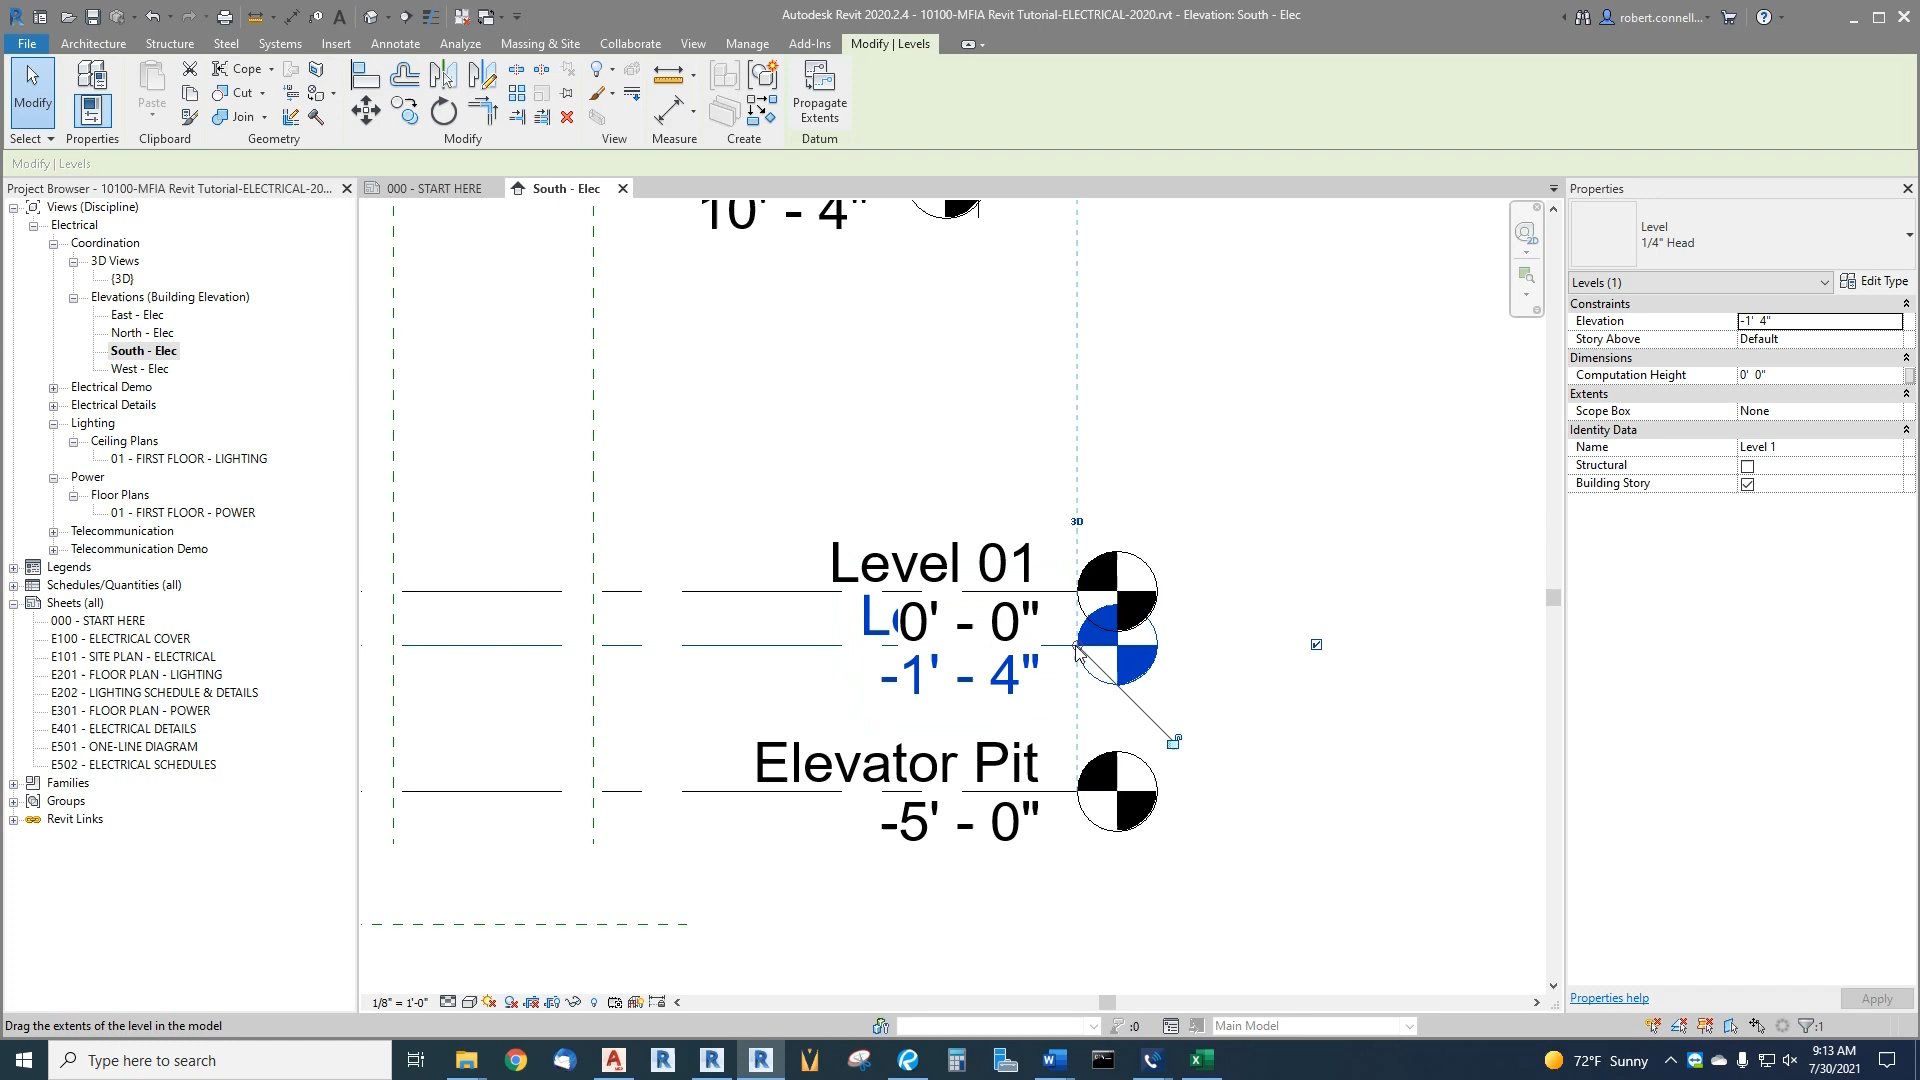 Autodesk Revit 2020.2.4 - 10100-MFIA Revit Tutorial-ELECTRICAL-2020.rvt - Elevation: South - Elec
robert.connell...
File Architecture Structure Steel Systems Insert Annotate Analyze Massing & Site Collaborate View Manage Add-Ins Modify | Levels
Modify
Paste
Cope
Cut
Join
Propagate
Extents
Select Properties Clipboard Geometry Modify View Measure Create Datum
Modify | Levels
Project Browser - 10100-MFIA Revit Tutorial-ELECTRICAL-20...
Views (Discipline)
Electrical
Coordination
3D Views
{3D}
Elevations (Building Elevation)
East - Elec
North - Elec
South - Elec
West - Elec
Electrical Demo
Electrical Details
Lighting
Ceiling Plans
01 - FIRST FLOOR - LIGHTING
Power
Floor Plans
01 - FIRST FLOOR - POWER
Telecommunication
Telecommunication Demo
Legends
Schedules/Quantities (all)
Sheets (all)
000 - START HERE
E100 - ELECTRICAL COVER
E101 - SITE PLAN - ELECTRICAL
E201 - FLOOR PLAN - LIGHTING
E202 - LIGHTING SCHEDULE & DETAILS
E301 - FLOOR PLAN - POWER
E401 - ELECTRICAL DETAILS
E501 - ONE-LINE DIAGRAM
E502 - ELECTRICAL SCHEDULES
Families
Groups
Revit Links
000 - START HERE
South - Elec
10' - 4"
3D
Level 01
0' - 0"
-1' - 4"
Elevator Pit
-5' - 0"
2D
1/8" = 1'-0"
Properties
Level
1/4" Head
Levels (1)
Edit Type
Constraints
Elevation -1' 4"
Story Above Default
Dimensions
Computation Height 0' 0"
Extents
Scope Box None
Identity Data
Name Level 1
Structural
Building Story
Properties help
Apply
Drag the extents of the level in the model
:0
Main Model
:1
Type here to search
72°F Sunny
9:13 AM
7/30/2021